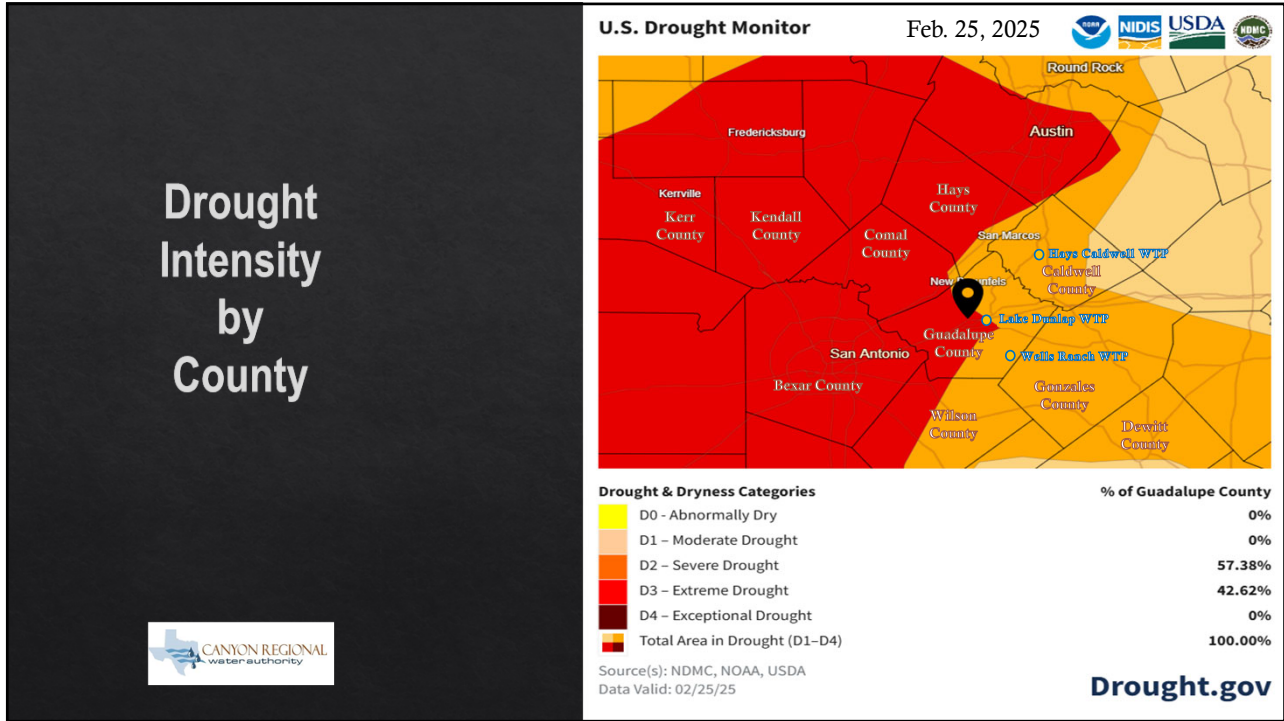 Drought
Intensity
by
County
CANYON REGIONAL
water authority
U.S. Drought Monitor
Feb. 25, 2025
NOAA
NIDIS
USDA
NDMC
Round Rock
Fredericksburg
Austin
Kerrville
Kerr
County
Kendall
County
Hays
County
Comal
County
San Marcos
Hays Caldwell WTP
Caldwell
County
Lake Dunlap WTP
Guadalupe
County
San Antonio
Wells Ranch WTP
Bexar County
Gonzales
County
Wilson
County
Dewitt
County
Drought & Dryness Categories % of Guadalupe County
D0 - Abnormally Dry 0%
D1 – Moderate Drought 0%
D2 – Severe Drought 57.38%
D3 – Extreme Drought 42.62%
D4 – Exceptional Drought 0%
Total Area in Drought (D1–D4) 100.00%
Source(s): NDMC, NOAA, USDA
Data Valid: 02/25/25
Drought.gov